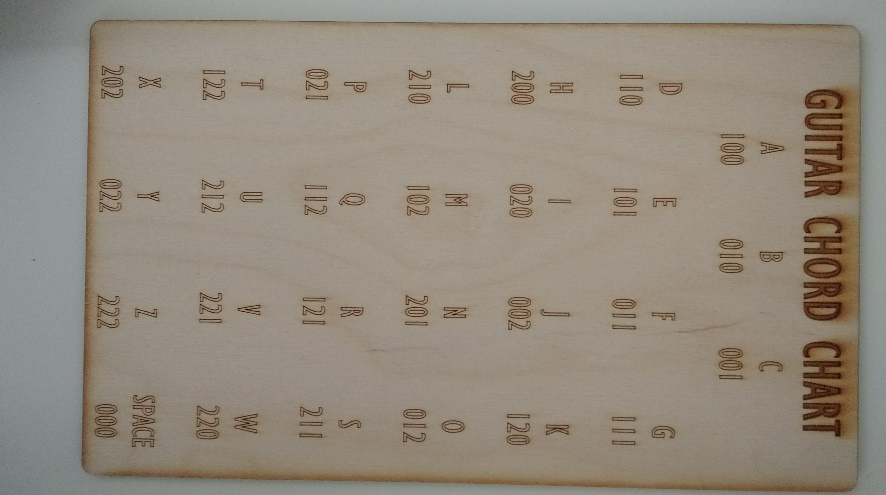 GUITAR CHORD CHART
A B C
100 010 001
D E F G
110 101 011 111
H I J K
200 020 002 120
L M N O
210 102 201 012
P Q R S
021 112 121 211
T U V W
122 212 221 220
X Y Z SPACE
202 022 222 000